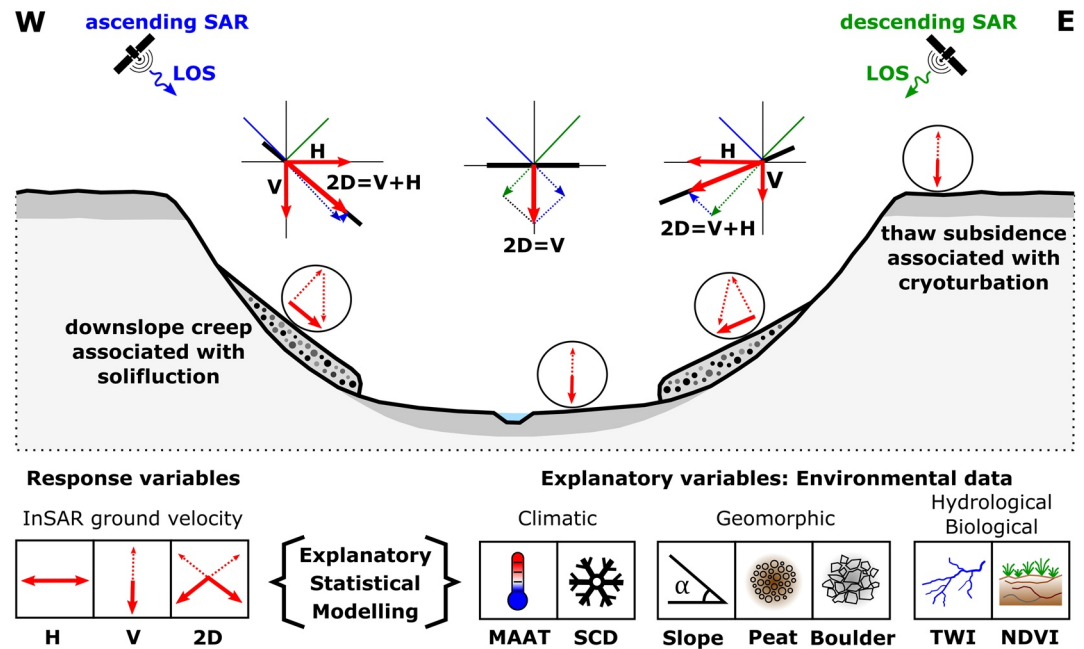 W
ascending SAR
descending SAR
E
LOS
LOS
H
V
2D=V+H
2D=V
H
V
2D=V+H
thaw subsidence
associated with
cryoturbation
downslope creep
associated with
solifluction
Response variables
Explanatory variables: Environmental data
InSAR ground velocity
Climatic
Geomorphic
Hydrological
Biological
Explanatory
Statistical
Modelling
α
H
V
2D
MAAT
SCD
Slope
Peat
Boulder
TWI
NDVI